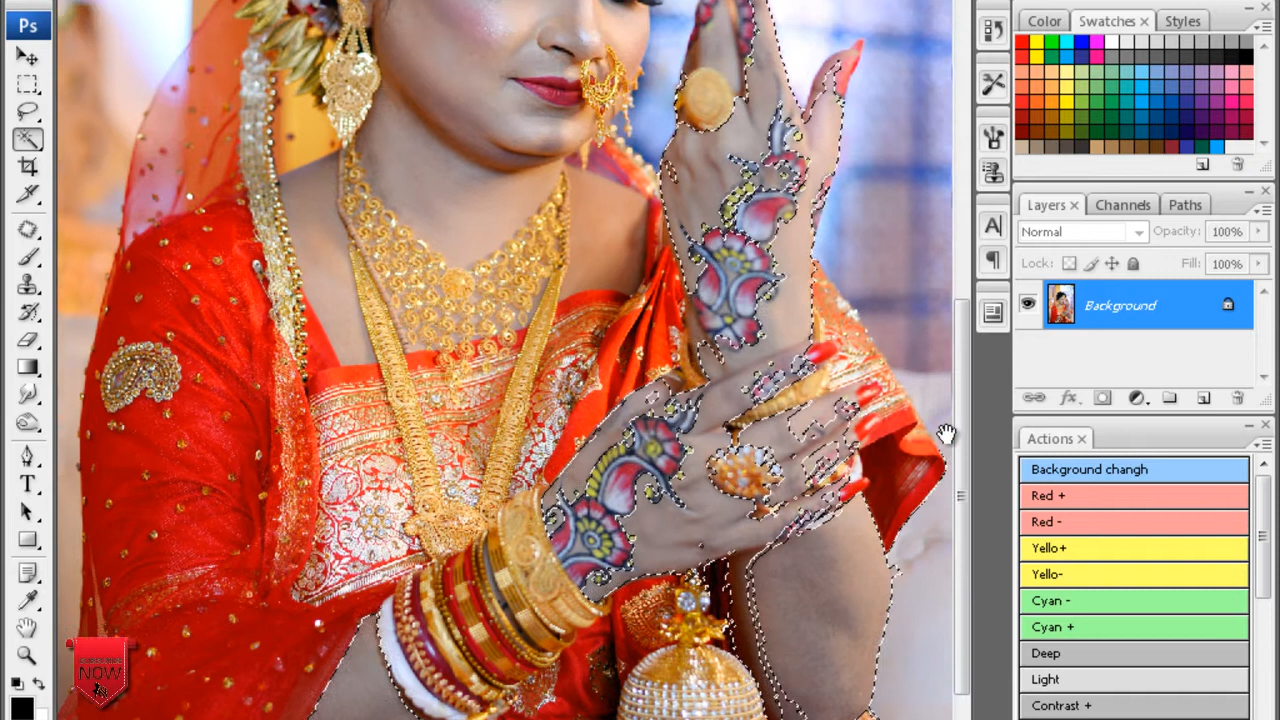 Ps
Color Swatches × Styles
Layers × Channels Paths
Normal Opacity: 100%
Lock: Fill: 100%
Background
Actions ×
Background changh
Red +
Red -
Yello+
Yello-
Cyan -
Cyan +
Deep
Light
Contrast +
T
A
SUBSCRIBE
NOW